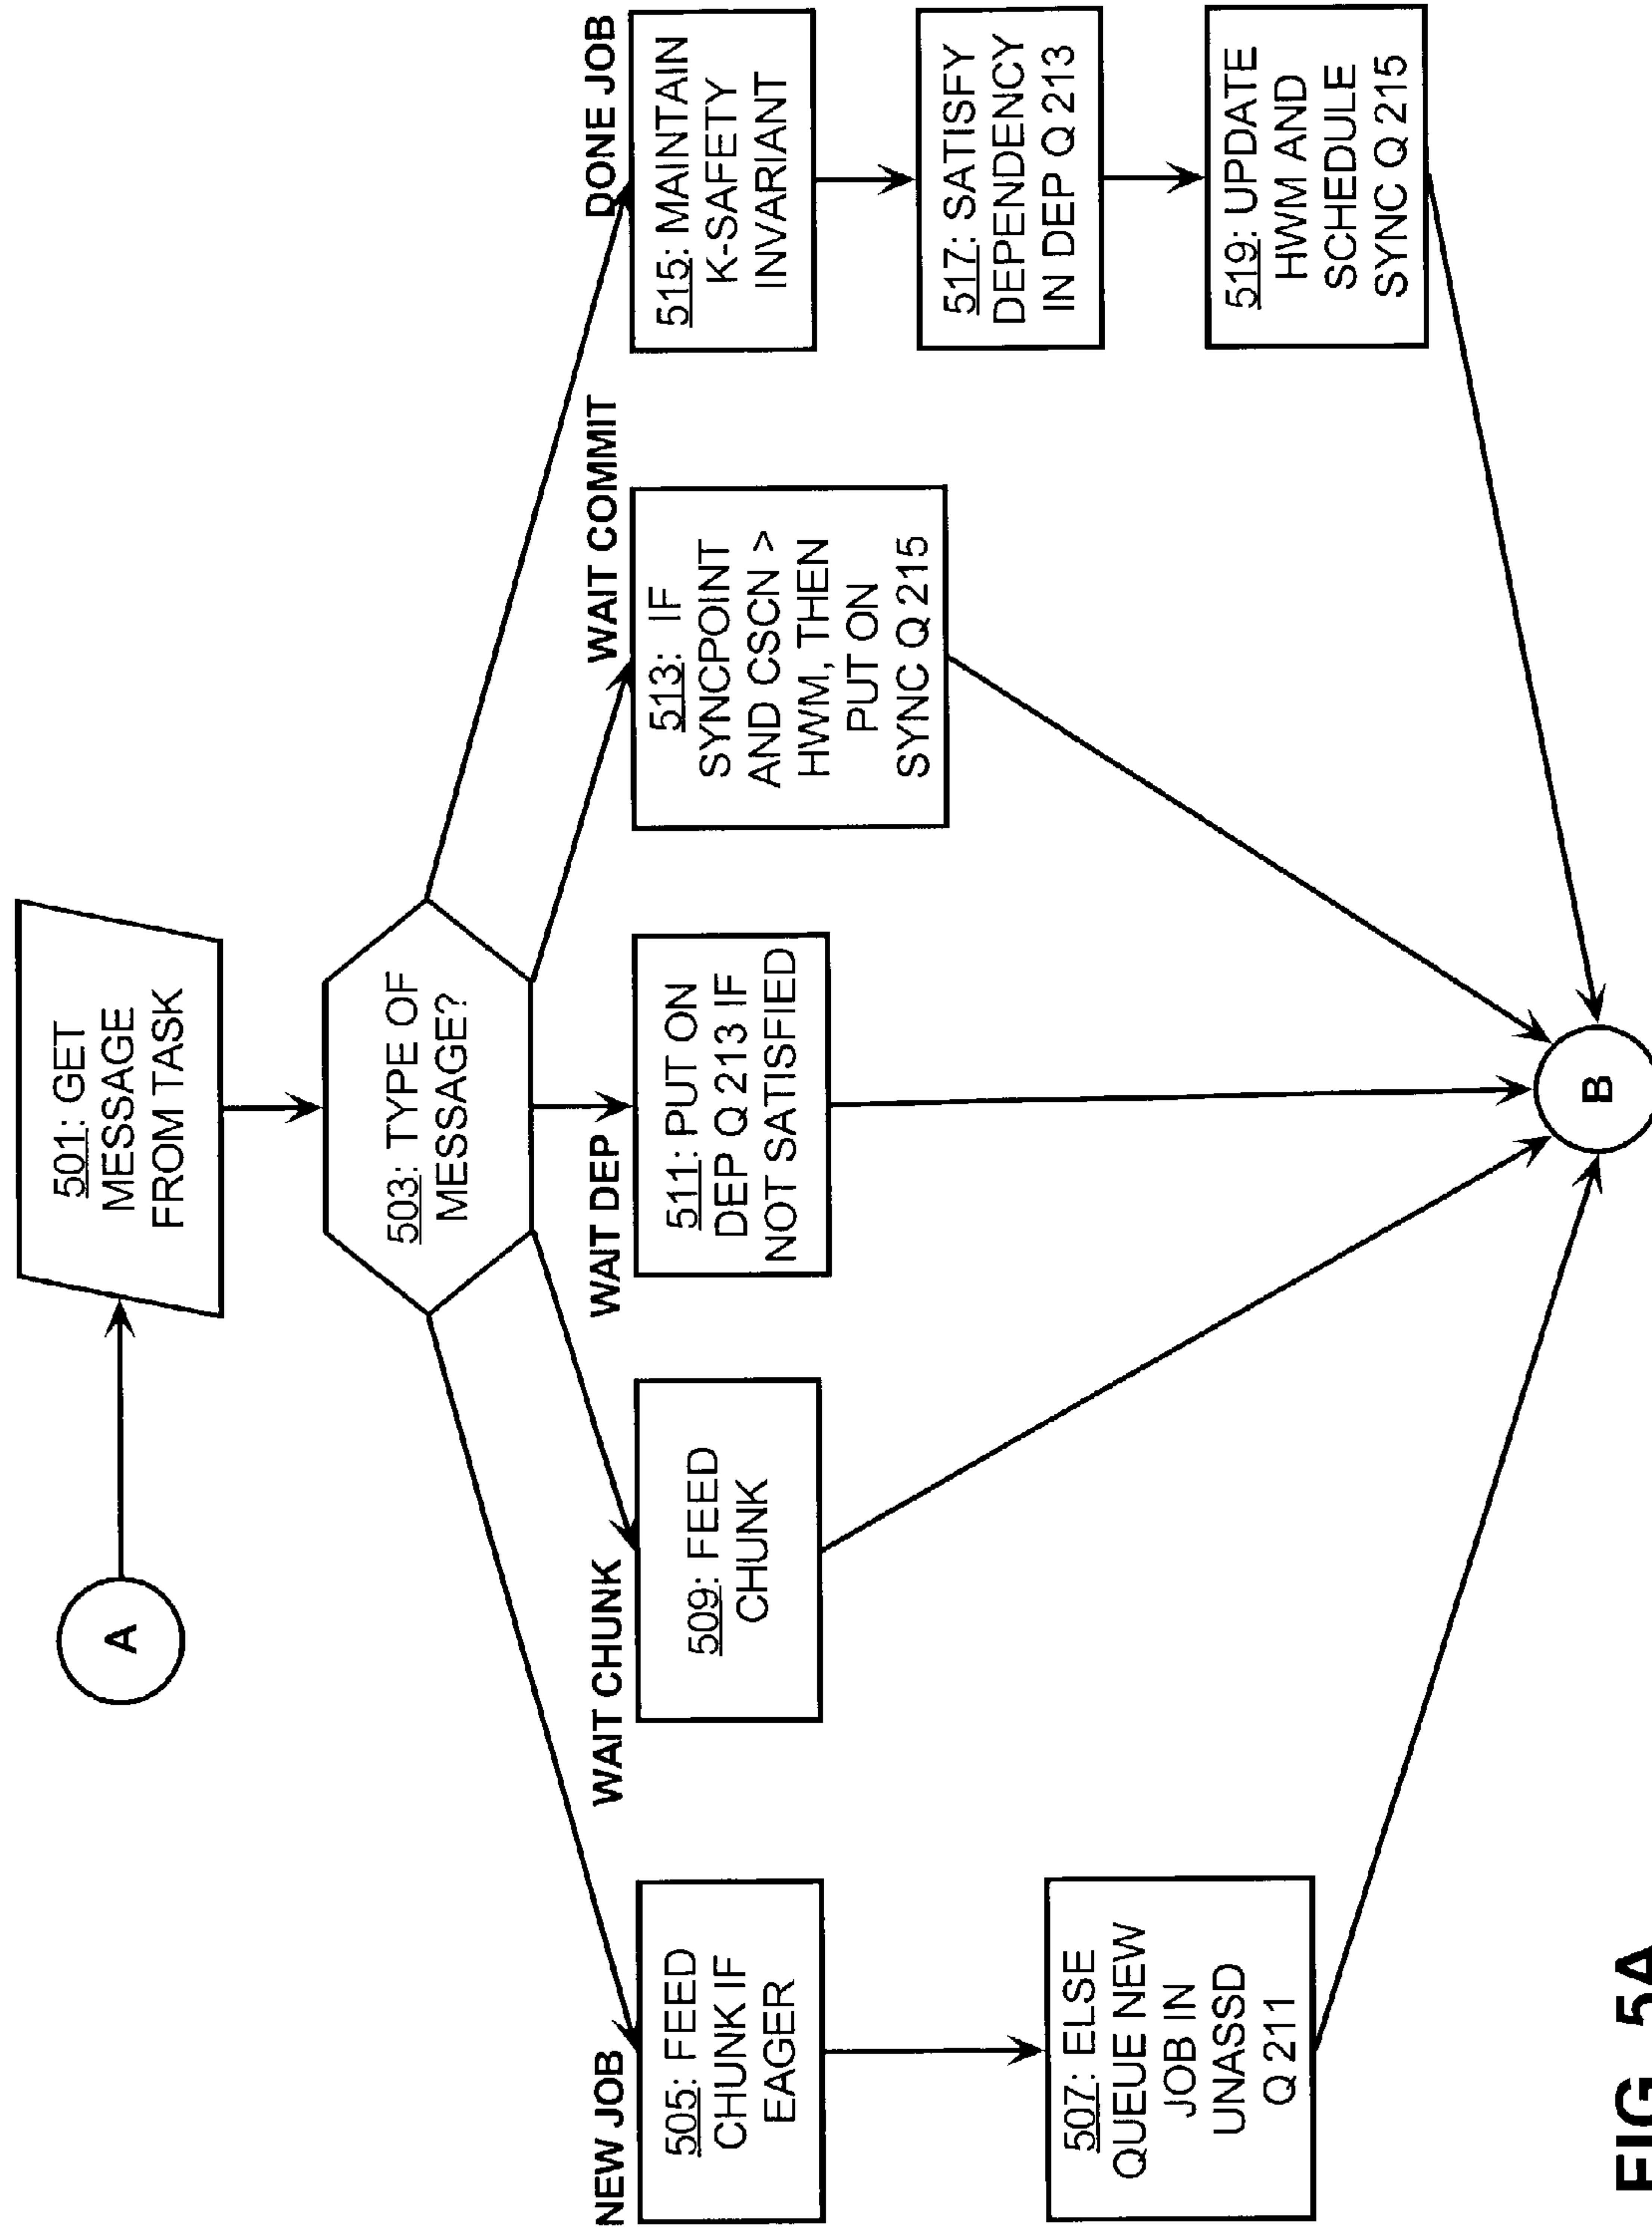 A
501: GET
MESSAGE
FROM TASK
503: TYPE OF
MESSAGE?
NEW JOB
505: FEED
CHUNK IF
EAGER
507: ELSE
QUEUE NEW
JOB IN
UNASSD
Q 211
WAIT CHUNK
509: FEED
CHUNK
WAIT DEP
511: PUT ON
DEP Q 213 IF
NOT SATISFIED
WAIT COMMIT
513: IF
SYNCPOINT
AND CSCN >
HWM, THEN
PUT ON
SYNC Q 215
DONE JOB
515: MAINTAIN
K-SAFETY
INVARIANT
517: SATISFY
DEPENDENCY
IN DEP Q 213
519: UPDATE
HWM AND
SCHEDULE
SYNC Q 215
B
FIG 5A